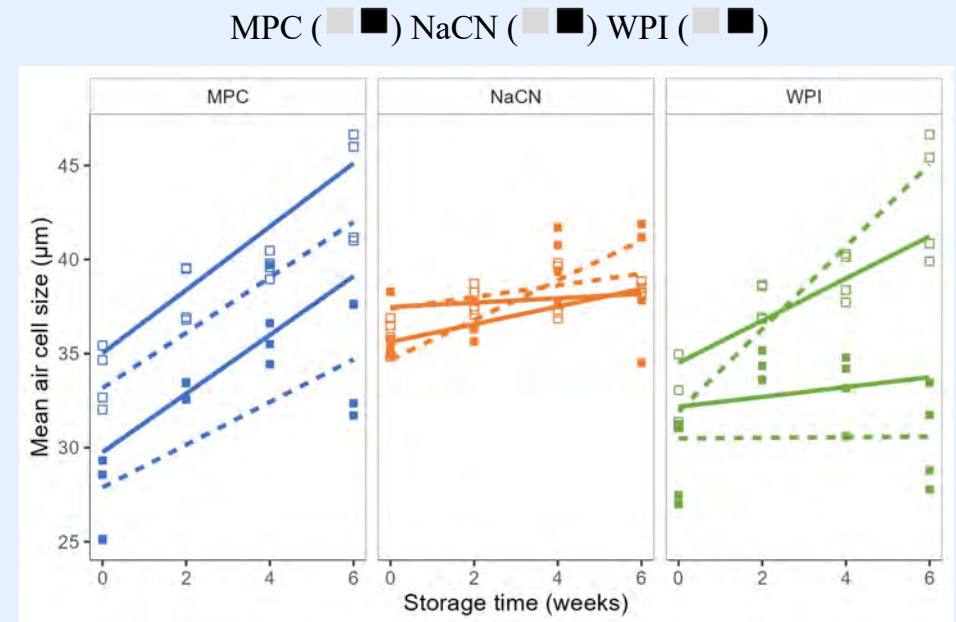 MPC ( ■ ) NaCN ( ■ ) WPI ( ■ )
MPC
NaCN
WPI
Mean air cell size (µm)
45
40
35
30
25
0 2 4 6
0 2 4 6
0 2 4 6
Storage time (weeks)